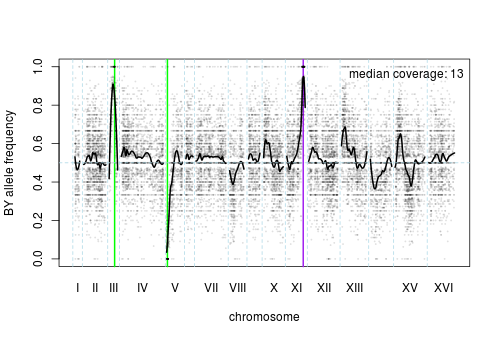 median coverage: 13
BY allele frequency
1.0
0.8
0.6
0.4
0.2
0.0
I II III IV V VII VIII X XI XII XIII XV XVI
chromosome